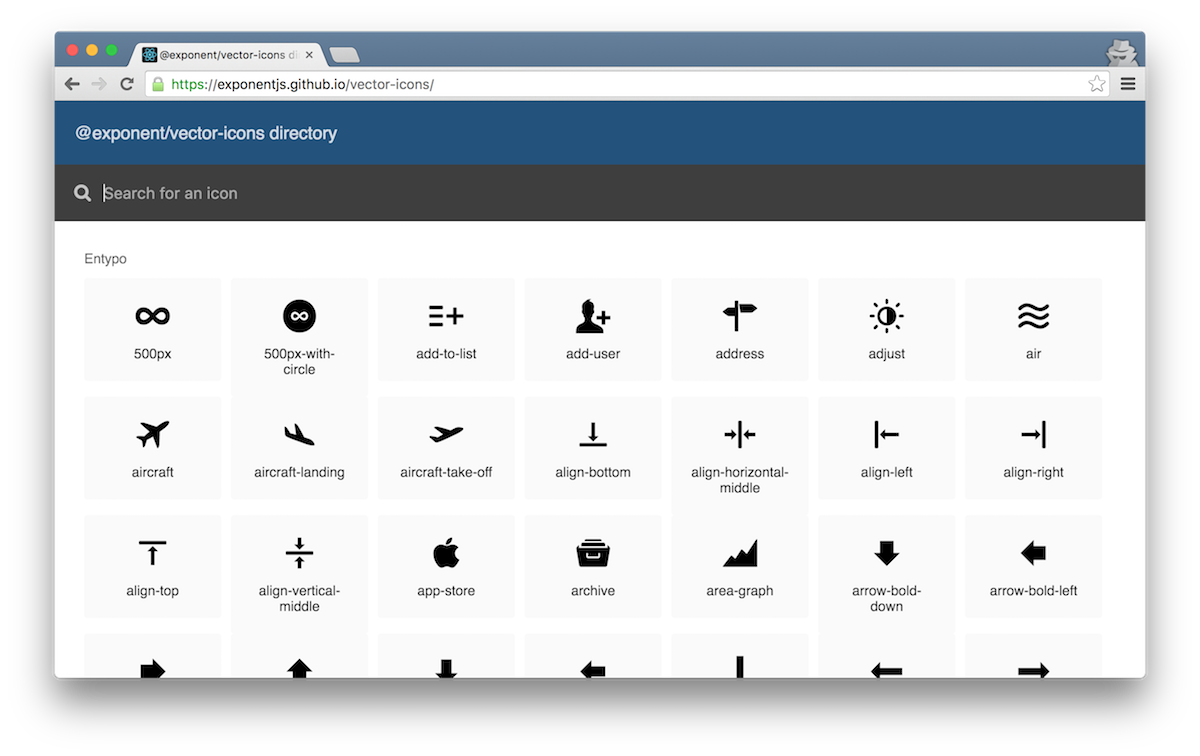 @exponent/vector-icons di
https://exponentjs.github.io/vector-icons/
@exponent/vector-icons directory
Search for an icon
Entypo
500px
500px-with-
circle
add-to-list
add-user
address
adjust
air
aircraft
aircraft-landing
aircraft-take-off
align-bottom
align-horizontal-
middle
align-left
align-right
align-top
align-vertical-
middle
app-store
archive
area-graph
arrow-bold-
down
arrow-bold-left